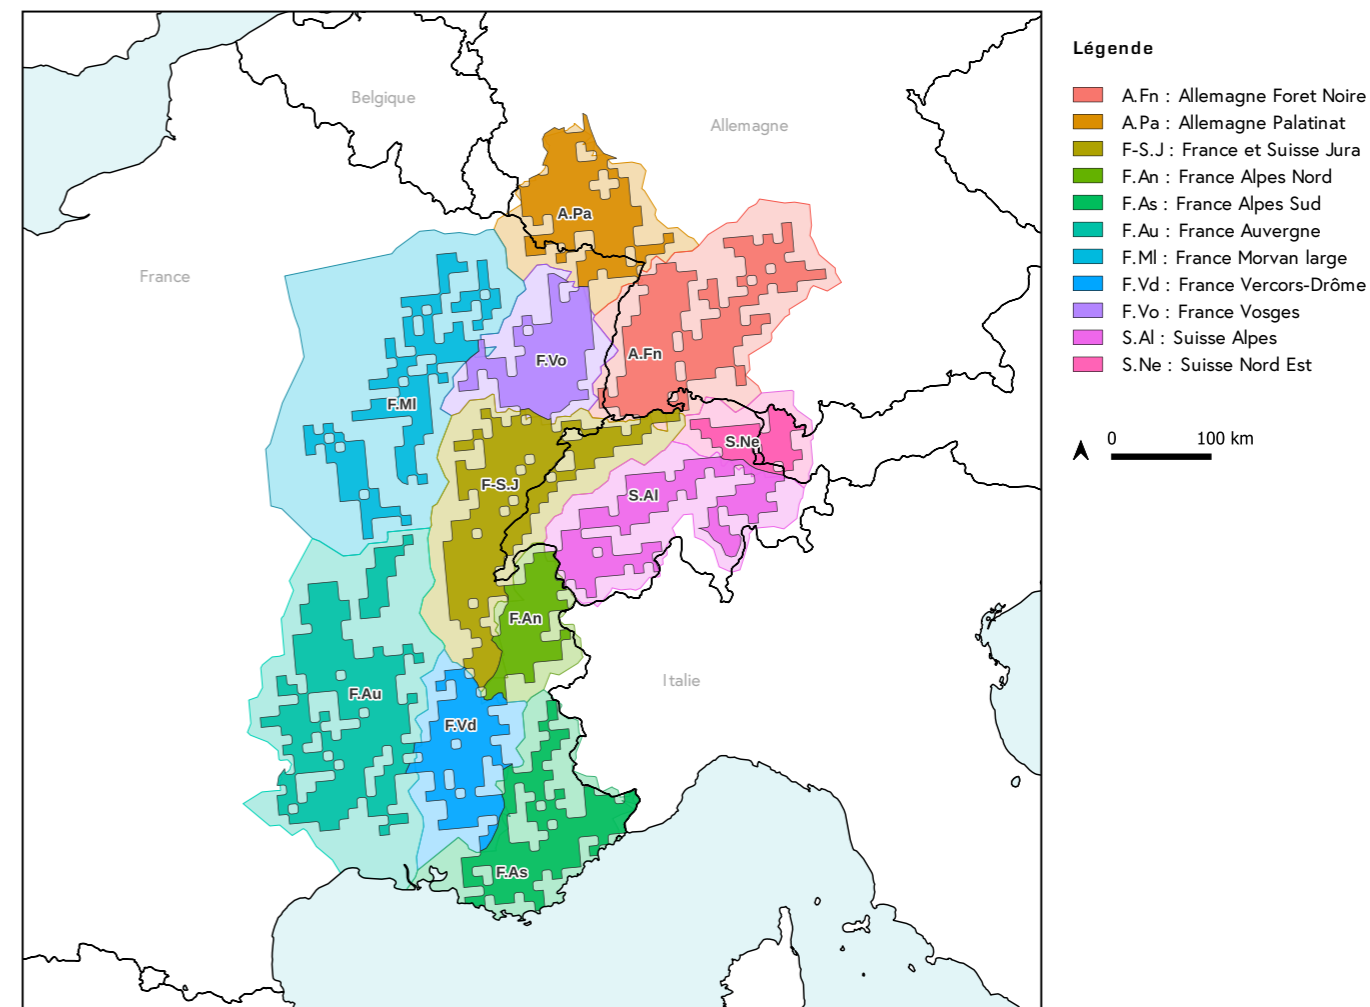 Belgique
Allemagne
France
Italie
A.Pa
A.Fn
F.Vo
F.Ml
S.Ne
F-S.J
S.Al
F.An
F.Au
F.Vd
F.As
Légende
A.Fn : Allemagne Foret Noire
A.Pa : Allemagne Palatinat
F-S.J : France et Suisse Jura
F.An : France Alpes Nord
F.As : France Alpes Sud
F.Au : France Auvergne
F.Ml : France Morvan large
F.Vd : France Vercors-Drôme
F.Vo : France Vosges
S.Al : Suisse Alpes
S.Ne : Suisse Nord Est
0 100 km